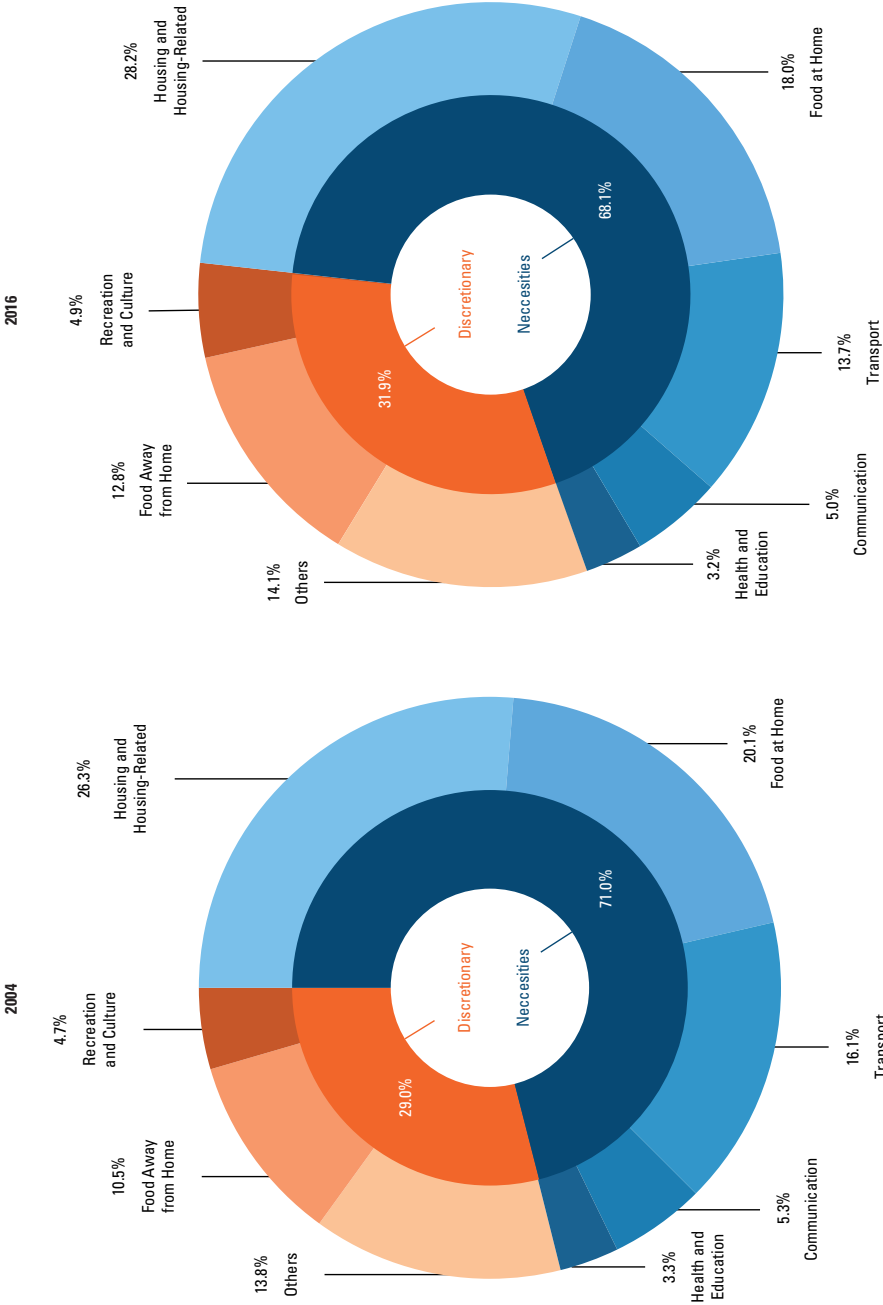 2004
4.7%
Recreation
and Culture
26.3%
Housing and
Housing-Related
10.5%
Food Away
from Home
13.8%
Others
29.0%
Discretionary
Neccesities
71.0%
20.1%
Food at Home
3.3%
Health and
Education
5.3%
Communication
16.1%
Transport
2016
4.9%
Recreation
and Culture
28.2%
Housing and
Housing-Related
12.8%
Food Away
from Home
14.1%
Others
31.9%
Discretionary
Neccesities
68.1%
18.0%
Food at Home
3.2%
Health and
Education
5.0%
Communication
13.7%
Transport